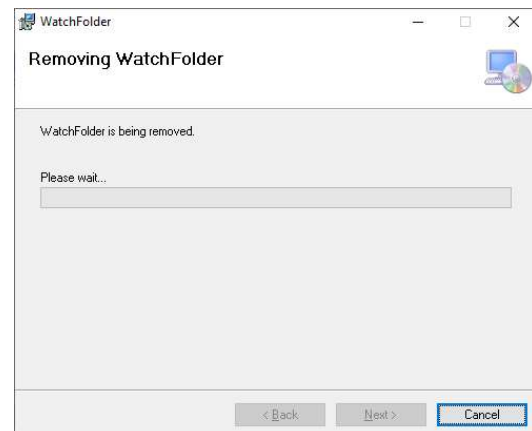 WatchFolder
Removing WatchFolder
WatchFolder is being removed.
Please wait...
< Back
Next >
Cancel